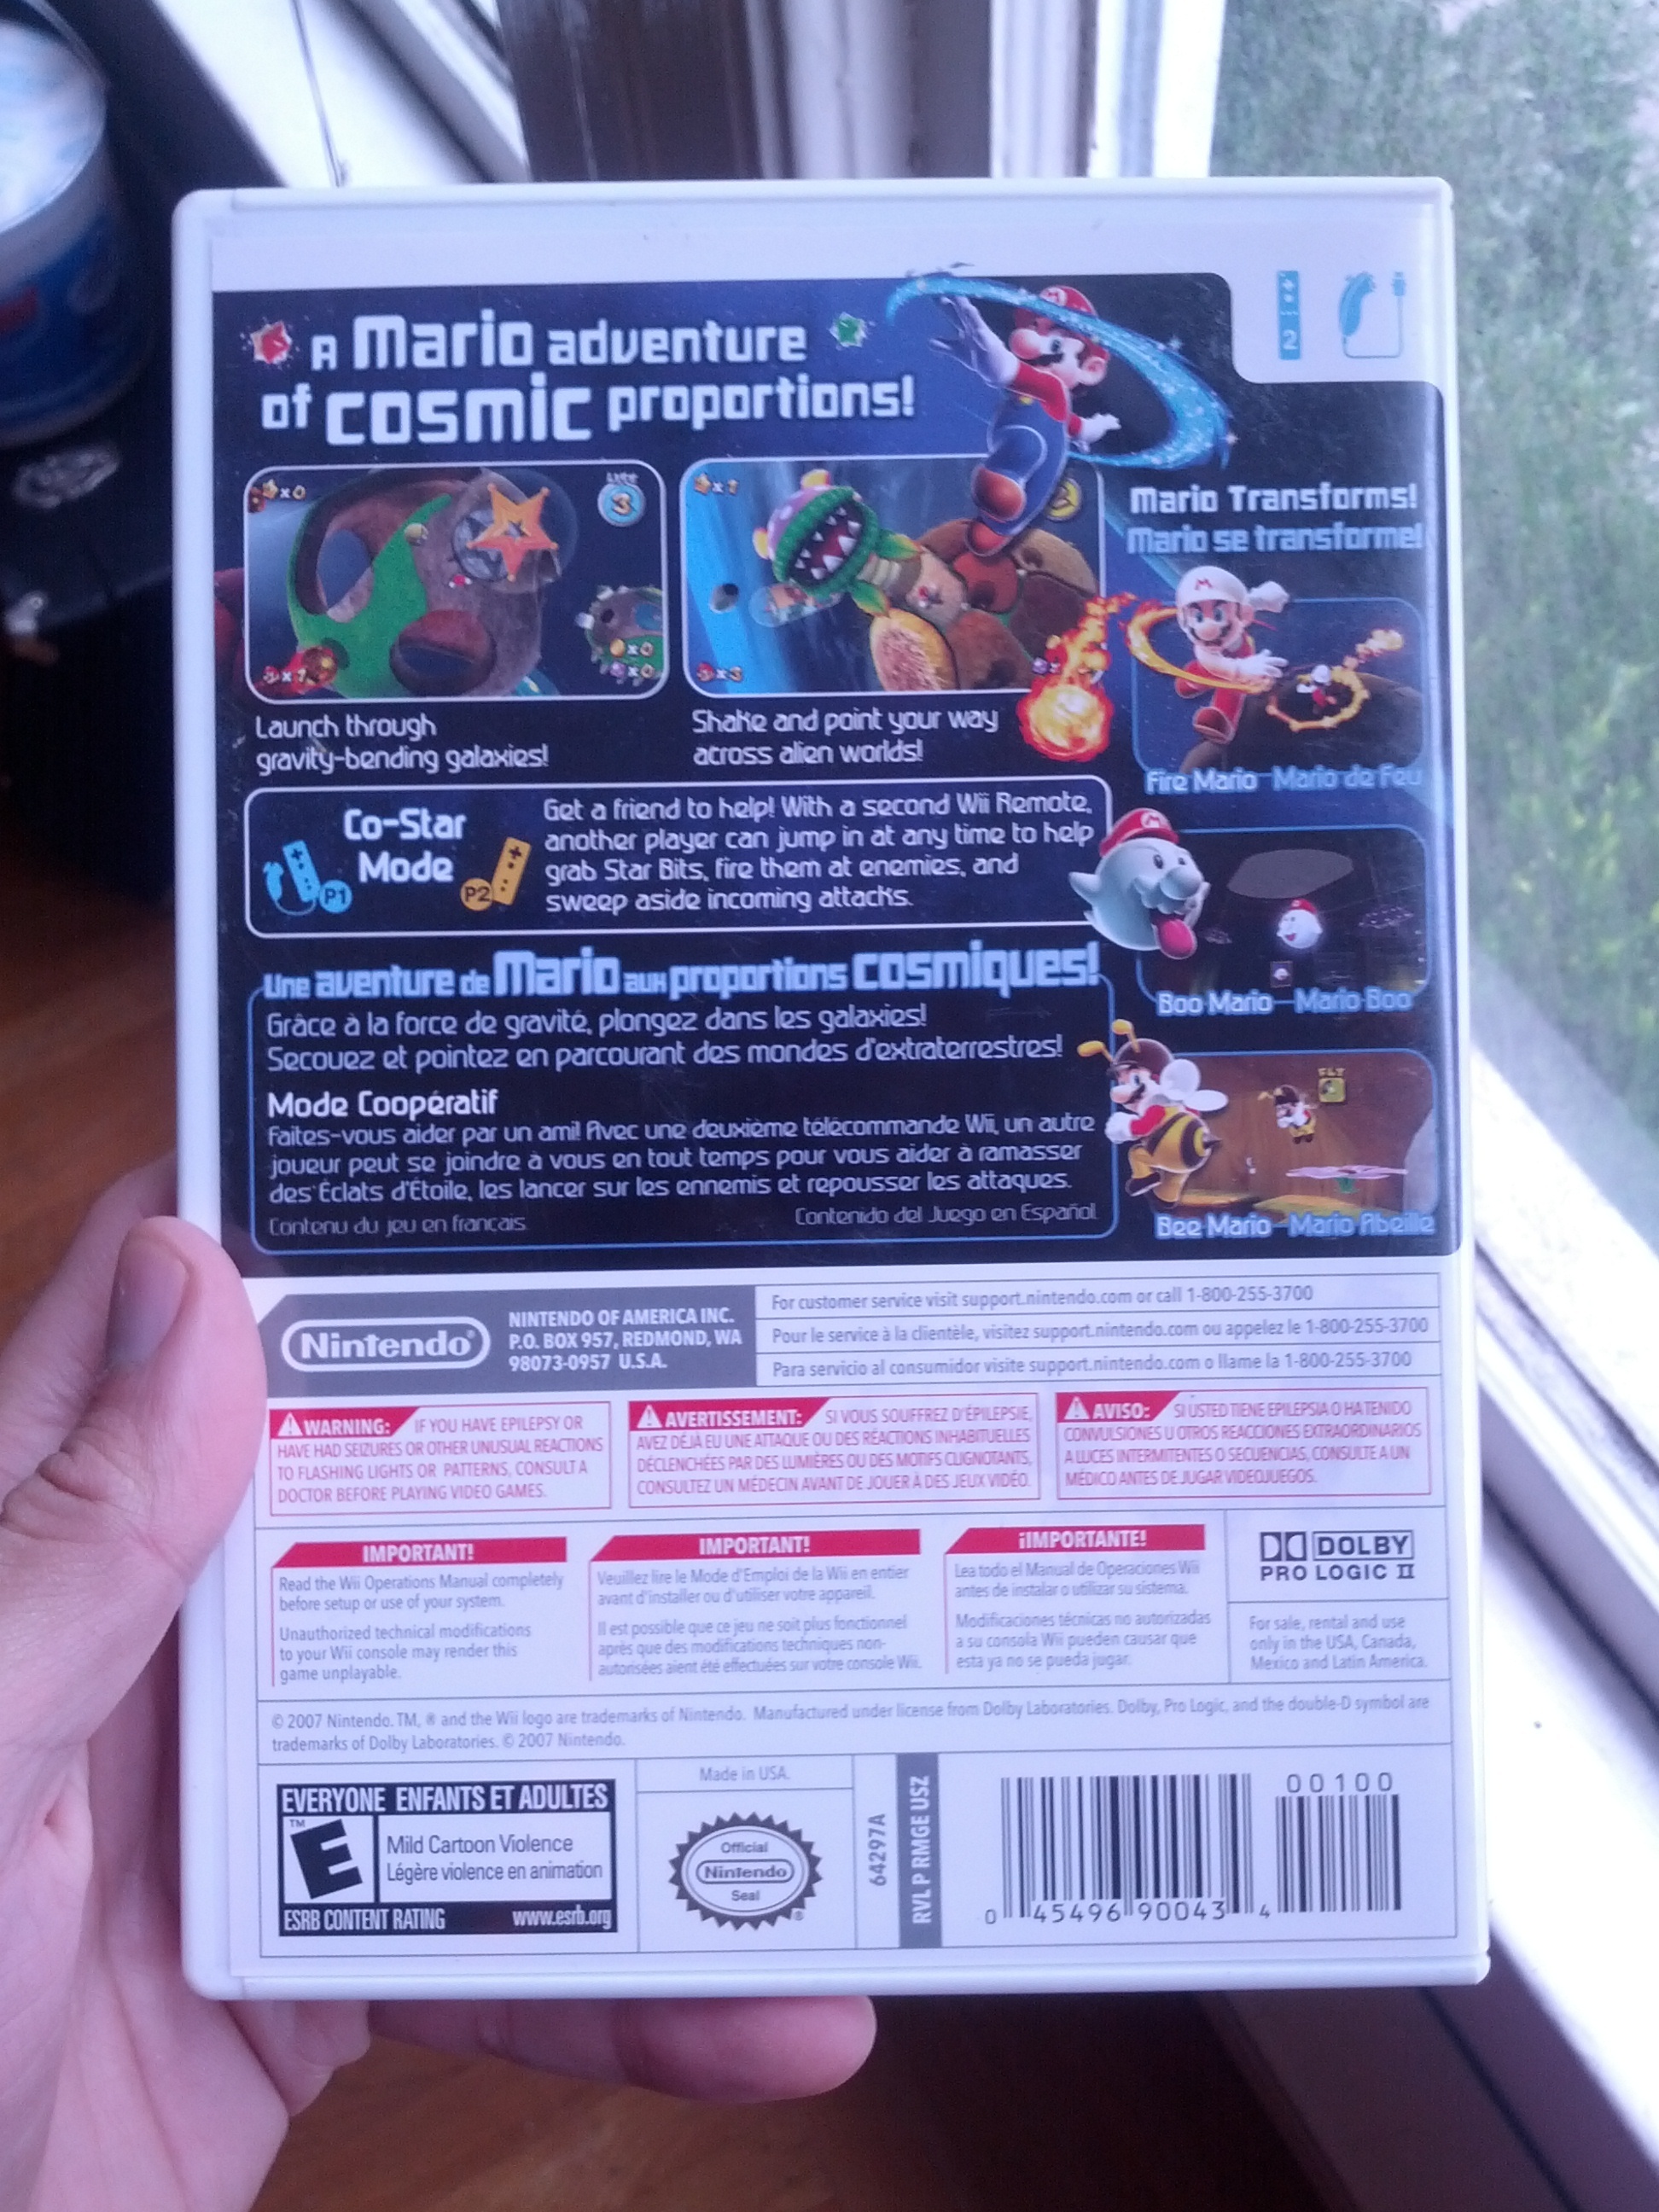 A Mario adventure
of cosmic proportions!
2
x0
3
x1
x0
x0
x1
2
x3
Launch through
gravity-bending galaxies!
Shake and point your way
across alien worlds!
Mario Transforms!
Mario se transforme!
Fire Mario - Mario de Feu
Co-Star
Mode
P1
P2
Get a friend to help! With a second Wii Remote,
another player can jump in at any time to help
grab Star Bits, fire them at enemies, and
sweep aside incoming attacks.
Boo Mario - Mario Boo
FLY
Bee Mario - Mario Abeille
Une aventure de Mario aux proportions cosmiques!
Grâce à la force de gravité, plongez dans les galaxies!
Secouez et pointez en parcourant des mondes d'extraterrestres!
Mode Coopératif
Faites-vous aider par un ami! Avec une deuxième télécommande Wii, un autre
joueur peut se joindre à vous en tout temps pour vous aider à ramasser
des Éclats d'Étoile, les lancer sur les ennemis et repousser les attaques.
Contenu du jeu en français
Contenido del Juego en Español
Nintendo®
NINTENDO OF AMERICA INC.
P.O. BOX 957, REDMOND, WA
98073-0957 U.S.A.
For customer service visit support.nintendo.com or call 1-800-255-3700
Pour le service à la clientèle, visitez support.nintendo.com ou appelez le 1-800-255-3700
Para servicio al consumidor visite support.nintendo.com o llame la 1-800-255-3700
WARNING: IF YOU HAVE EPILEPSY OR
HAVE HAD SEIZURES OR OTHER UNUSUAL REACTIONS
TO FLASHING LIGHTS OR PATTERNS, CONSULT A
DOCTOR BEFORE PLAYING VIDEO GAMES.
AVERTISSEMENT: SI VOUS SOUFFREZ D'ÉPILEPSIE,
AVEZ DÉJÀ EU UNE ATTAQUE OU DES RÉACTIONS INHABITUELLES
DÉCLENCHÉES PAR DES LUMIÈRES OU DES MOTIFS CLIGNOTANTS,
CONSULTEZ UN MÉDECIN AVANT DE JOUER À DES JEUX VIDÉO.
AVISO: SI USTED TIENE EPILEPSIA O HA TENIDO
CONVULSIONES U OTROS REACCIONES EXTRAORDINARIOS
A LUCES INTERMITENTES O SECUENCIAS, CONSULTE A UN
MÉDICO ANTES DE JUGAR VIDEOJUEGOS.
IMPORTANT!
Read the Wii Operations Manual completely
before setup or use of your system.
Unauthorized technical modifications
to your Wii console may render this
game unplayable.
IMPORTANT!
Veuillez lire le Mode d'Emploi de la Wii en entier
avant d'installer ou d'utiliser votre appareil.
Il est possible que ce jeu ne soit plus fonctionnel
après que des modifications techniques non-
autorisées aient été effectuées sur votre console Wii.
¡IMPORTANTE!
Lea todo el Manual de Operaciones Wii
antes de instalar o utilizar su sistema.
Modificaciones técnicas no autorizadas
a su consola Wii pueden causar que
esta ya no se pueda jugar.
DOLBY
PRO LOGIC II
For sale, rental and use
only in the USA, Canada,
Mexico and Latin America.
© 2007 Nintendo. TM, ® and the Wii logo are trademarks of Nintendo. Manufactured under license from Dolby Laboratories. Dolby, Pro Logic, and the double-D symbol are
trademarks of Dolby Laboratories. © 2007 Nintendo.
EVERYONE ENFANTS ET ADULTES
E™
Mild Cartoon Violence
Légère violence en animation
ESRB CONTENT RATING www.esrb.org
Made in USA.
Official
Nintendo
Seal
®
64297A
RVL P RMGE USZ
00100
0 45496 90043 4